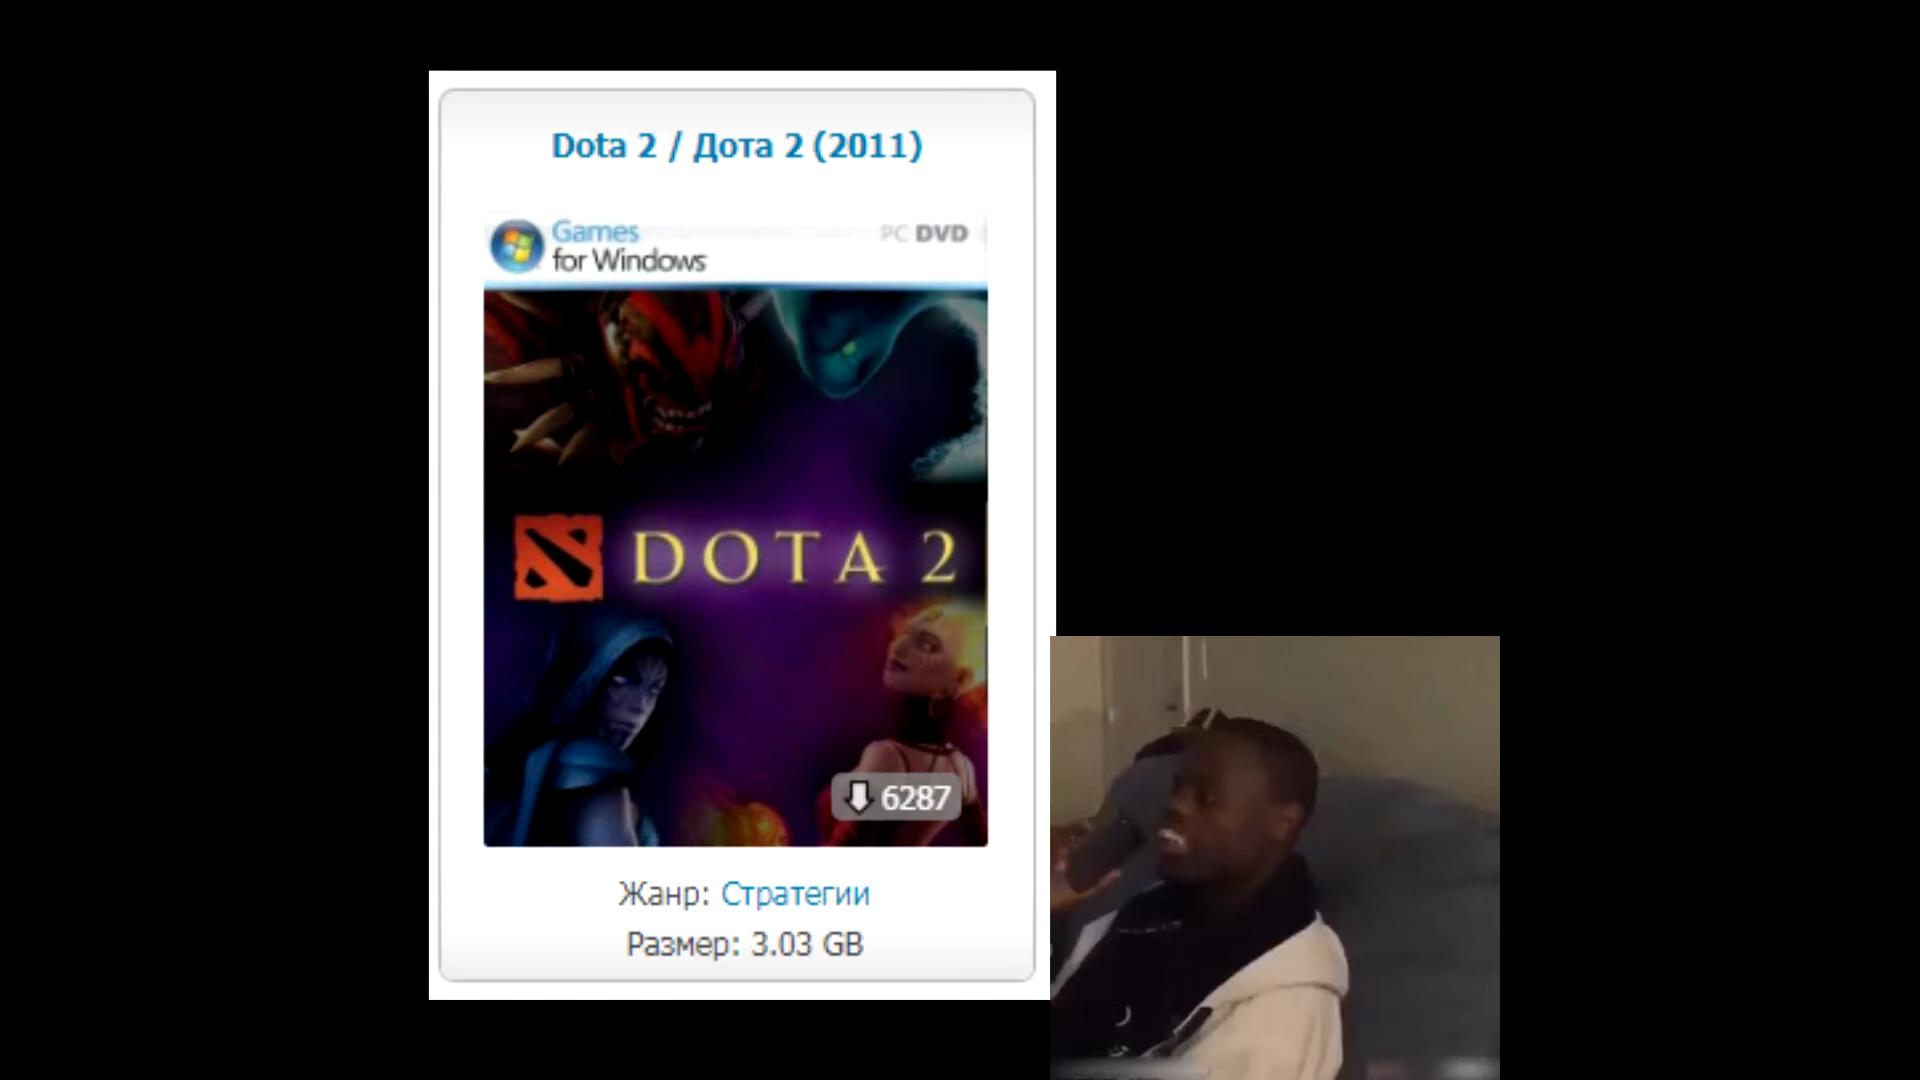 Dota 2 / Дота 2 (2011)
Games
for Windows
PC DVD
DOTA 2
6287
Жанр: Стратегии
Размер: 3.03 GB